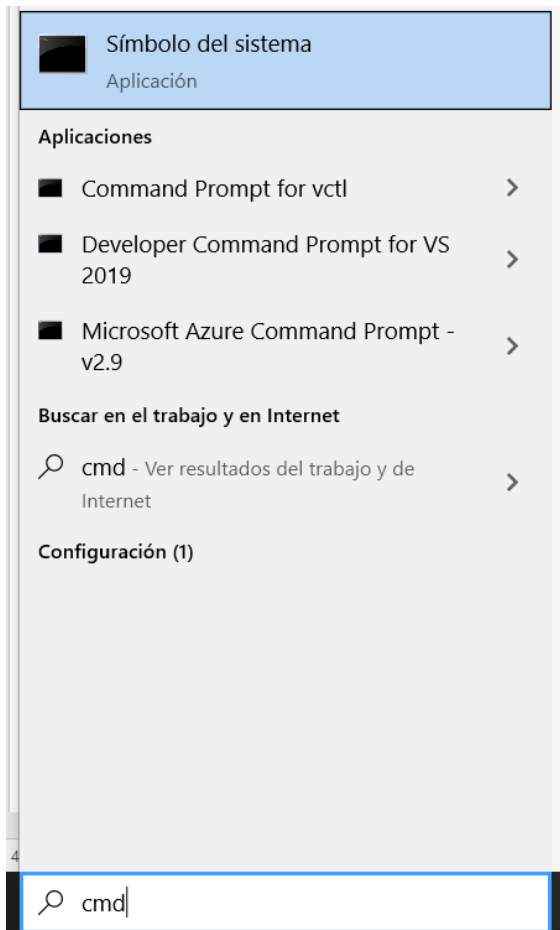 Símbolo del sistema
Aplicación
Aplicaciones
Command Prompt for vctl
Developer Command Prompt for VS
2019
Microsoft Azure Command Prompt -
v2.9
Buscar en el trabajo y en Internet
cmd - Ver resultados del trabajo y de
Internet
Configuración (1)
4
cmd